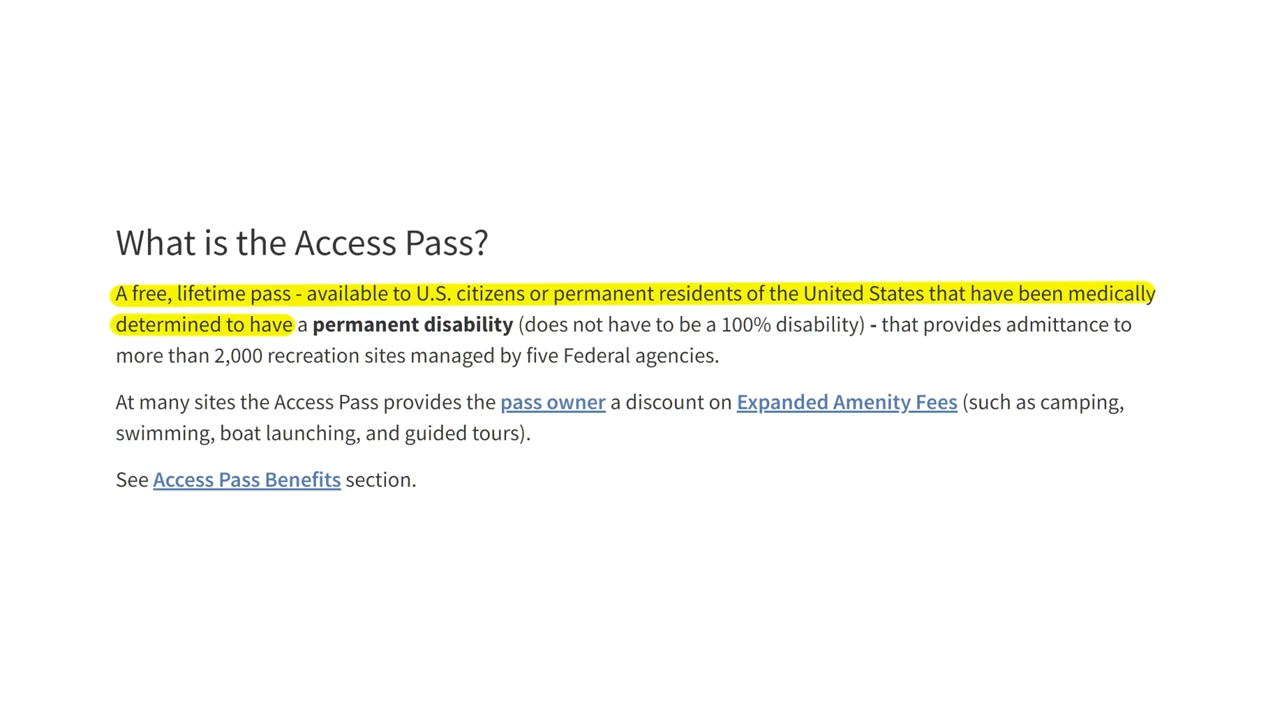 What is the Access Pass?
A free, lifetime pass - available to U.S. citizens or permanent residents of the United States that have been medically
determined to have a permanent disability (does not have to be a 100% disability) - that provides admittance to
more than 2,000 recreation sites managed by five Federal agencies.
At many sites the Access Pass provides the pass owner a discount on Expanded Amenity Fees (such as camping,
swimming, boat launching, and guided tours).
See Access Pass Benefits section.